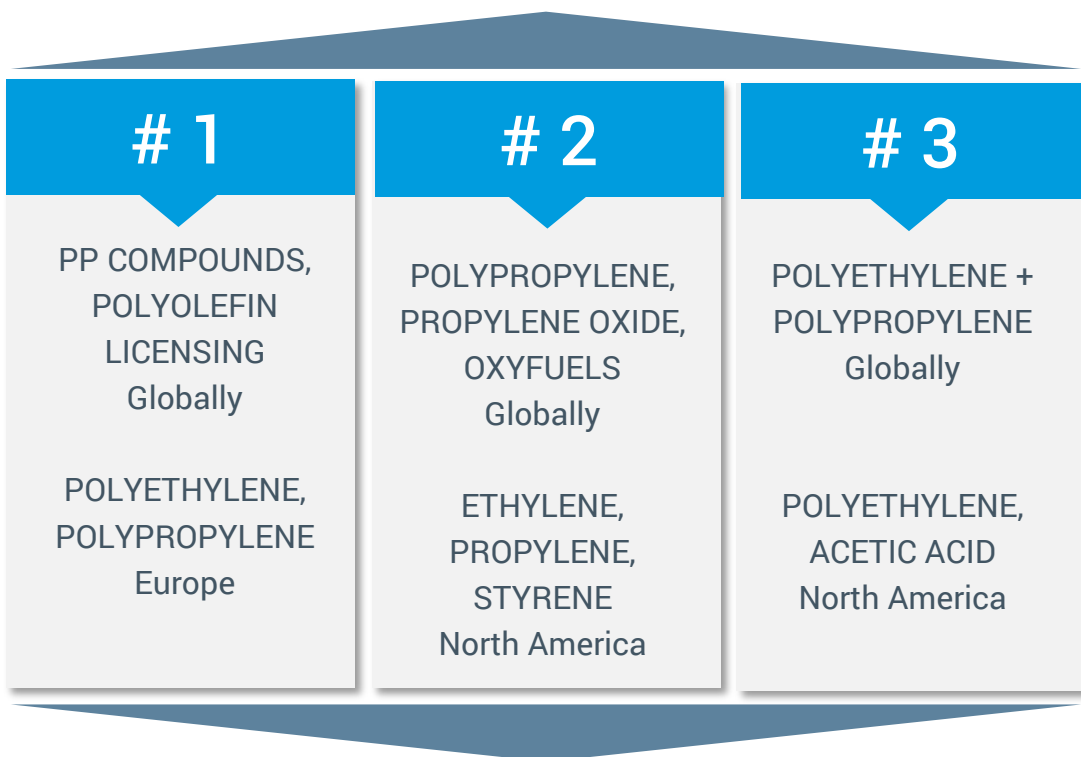 # 1
PP COMPOUNDS,
POLYOLEFIN
LICENSING
Globally
POLYETHYLENE,
POLYPROPYLENE
Europe
# 2
POLYPROPYLENE,
PROPYLENE OXIDE,
OXYFUELS
Globally
ETHYLENE,
PROPYLENE,
STYRENE
North America
# 3
POLYETHYLENE +
POLYPROPYLENE
Globally
POLYETHYLENE,
ACETIC ACID
North America